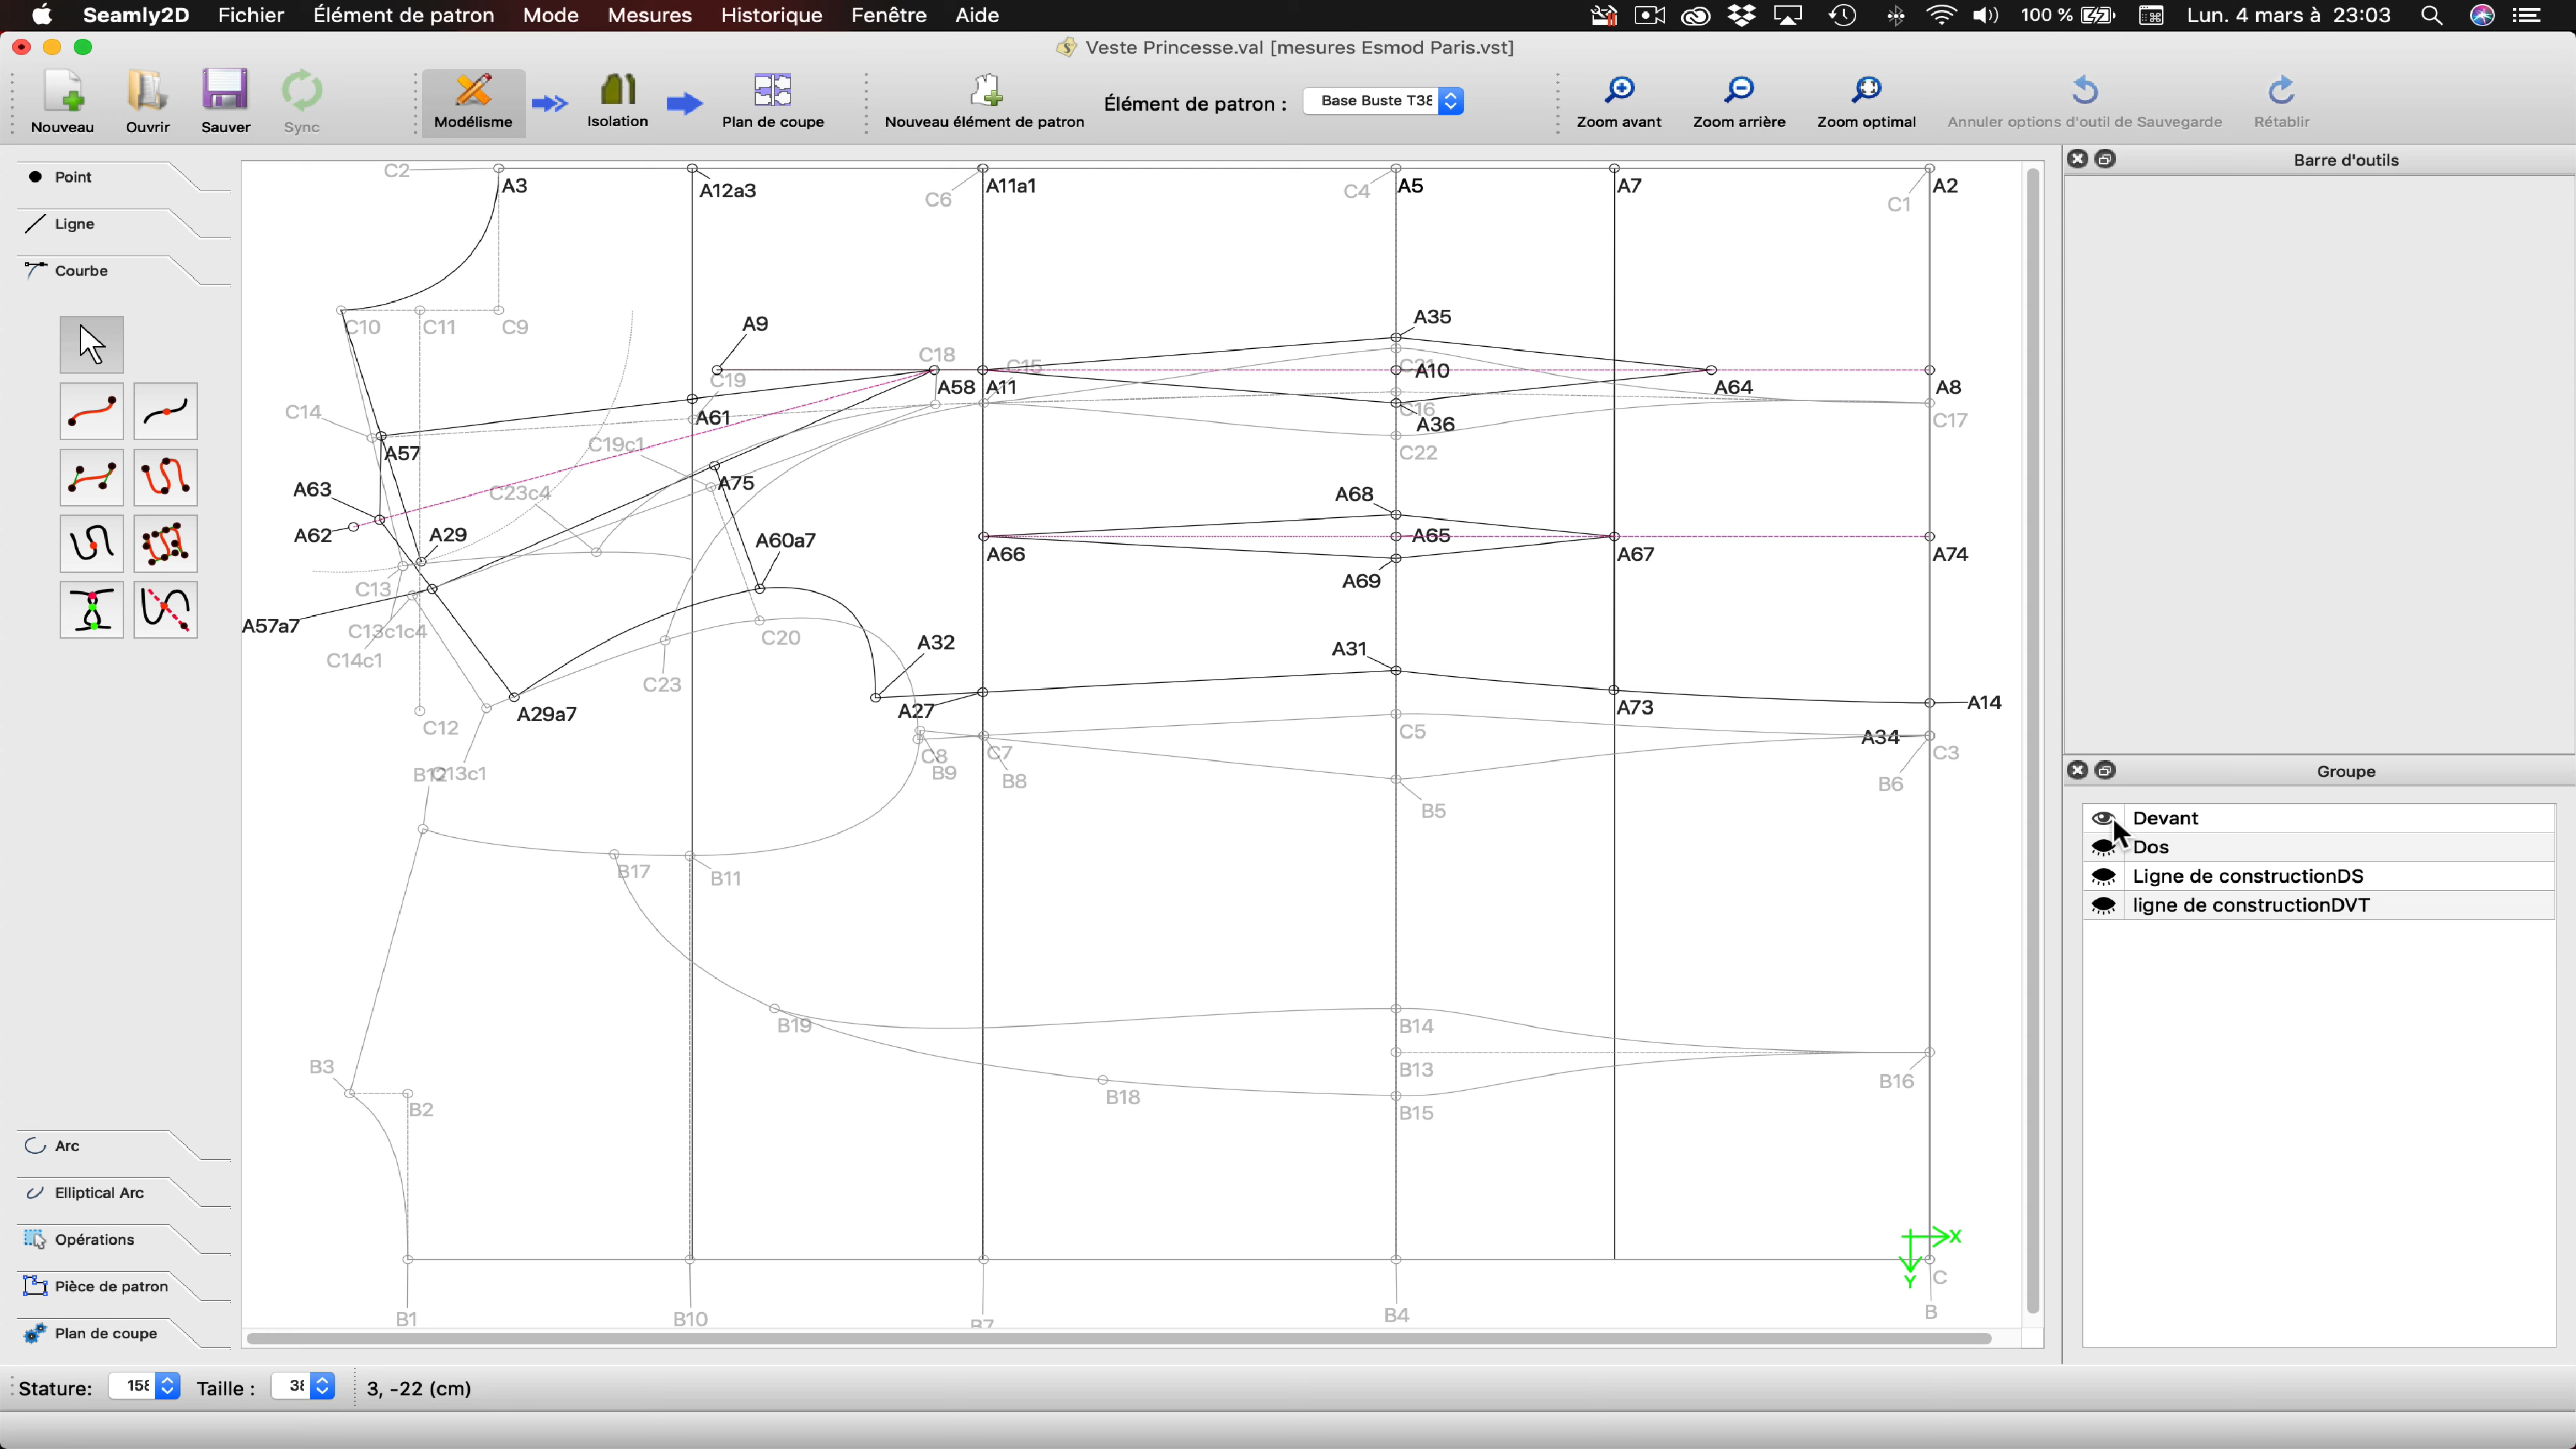 Seamly2D Fichier Élément de patron Mode Mesures Historique Fenêtre Aide 100 % Lun. 4 mars à 23:03
Veste Princesse.val [mesures Esmod Paris.vst]
Nouveau Ouvrir Sauver Sync Modélisme Isolation Plan de coupe Nouveau élément de patron Élément de patron : Base Buste T38 Zoom avant Zoom arrière Zoom optimal Annuler options d'outil de Sauvegarde Rétablir
Point
Ligne
Courbe
Arc
Elliptical Arc
Opérations
Pièce de patron
Plan de coupe
C2 A3 A12a3 C6 A11a1 C4 A5 A7 C1 A2
C10 C11 C9 A9 A35
C19 C18 A58 C15 A11 A10 A64 A8
C14 A57 A61 C19c1 C16 A36 C22 C17
A63 A62 C23c4 A75 A68
A29 A60a7 A66 A65 A67 A74
C13 A69
A57a7 C13c1c4 C20 A32 A31
C14c1 C23
C12 A29a7 A27 A73 A14
C5 A34 C3
C13c1 C8 B9 C7 B8 B6
B5
B17 B11
B19 B14
B3 B13 B16
B2 B18 B15
X
Y C
B1 B10 B7 B4 B
Barre d'outils
Groupe
Devant
Dos
Ligne de constructionDS
ligne de constructionDVT
Stature: 158 Taille : 38 3, -22 (cm)